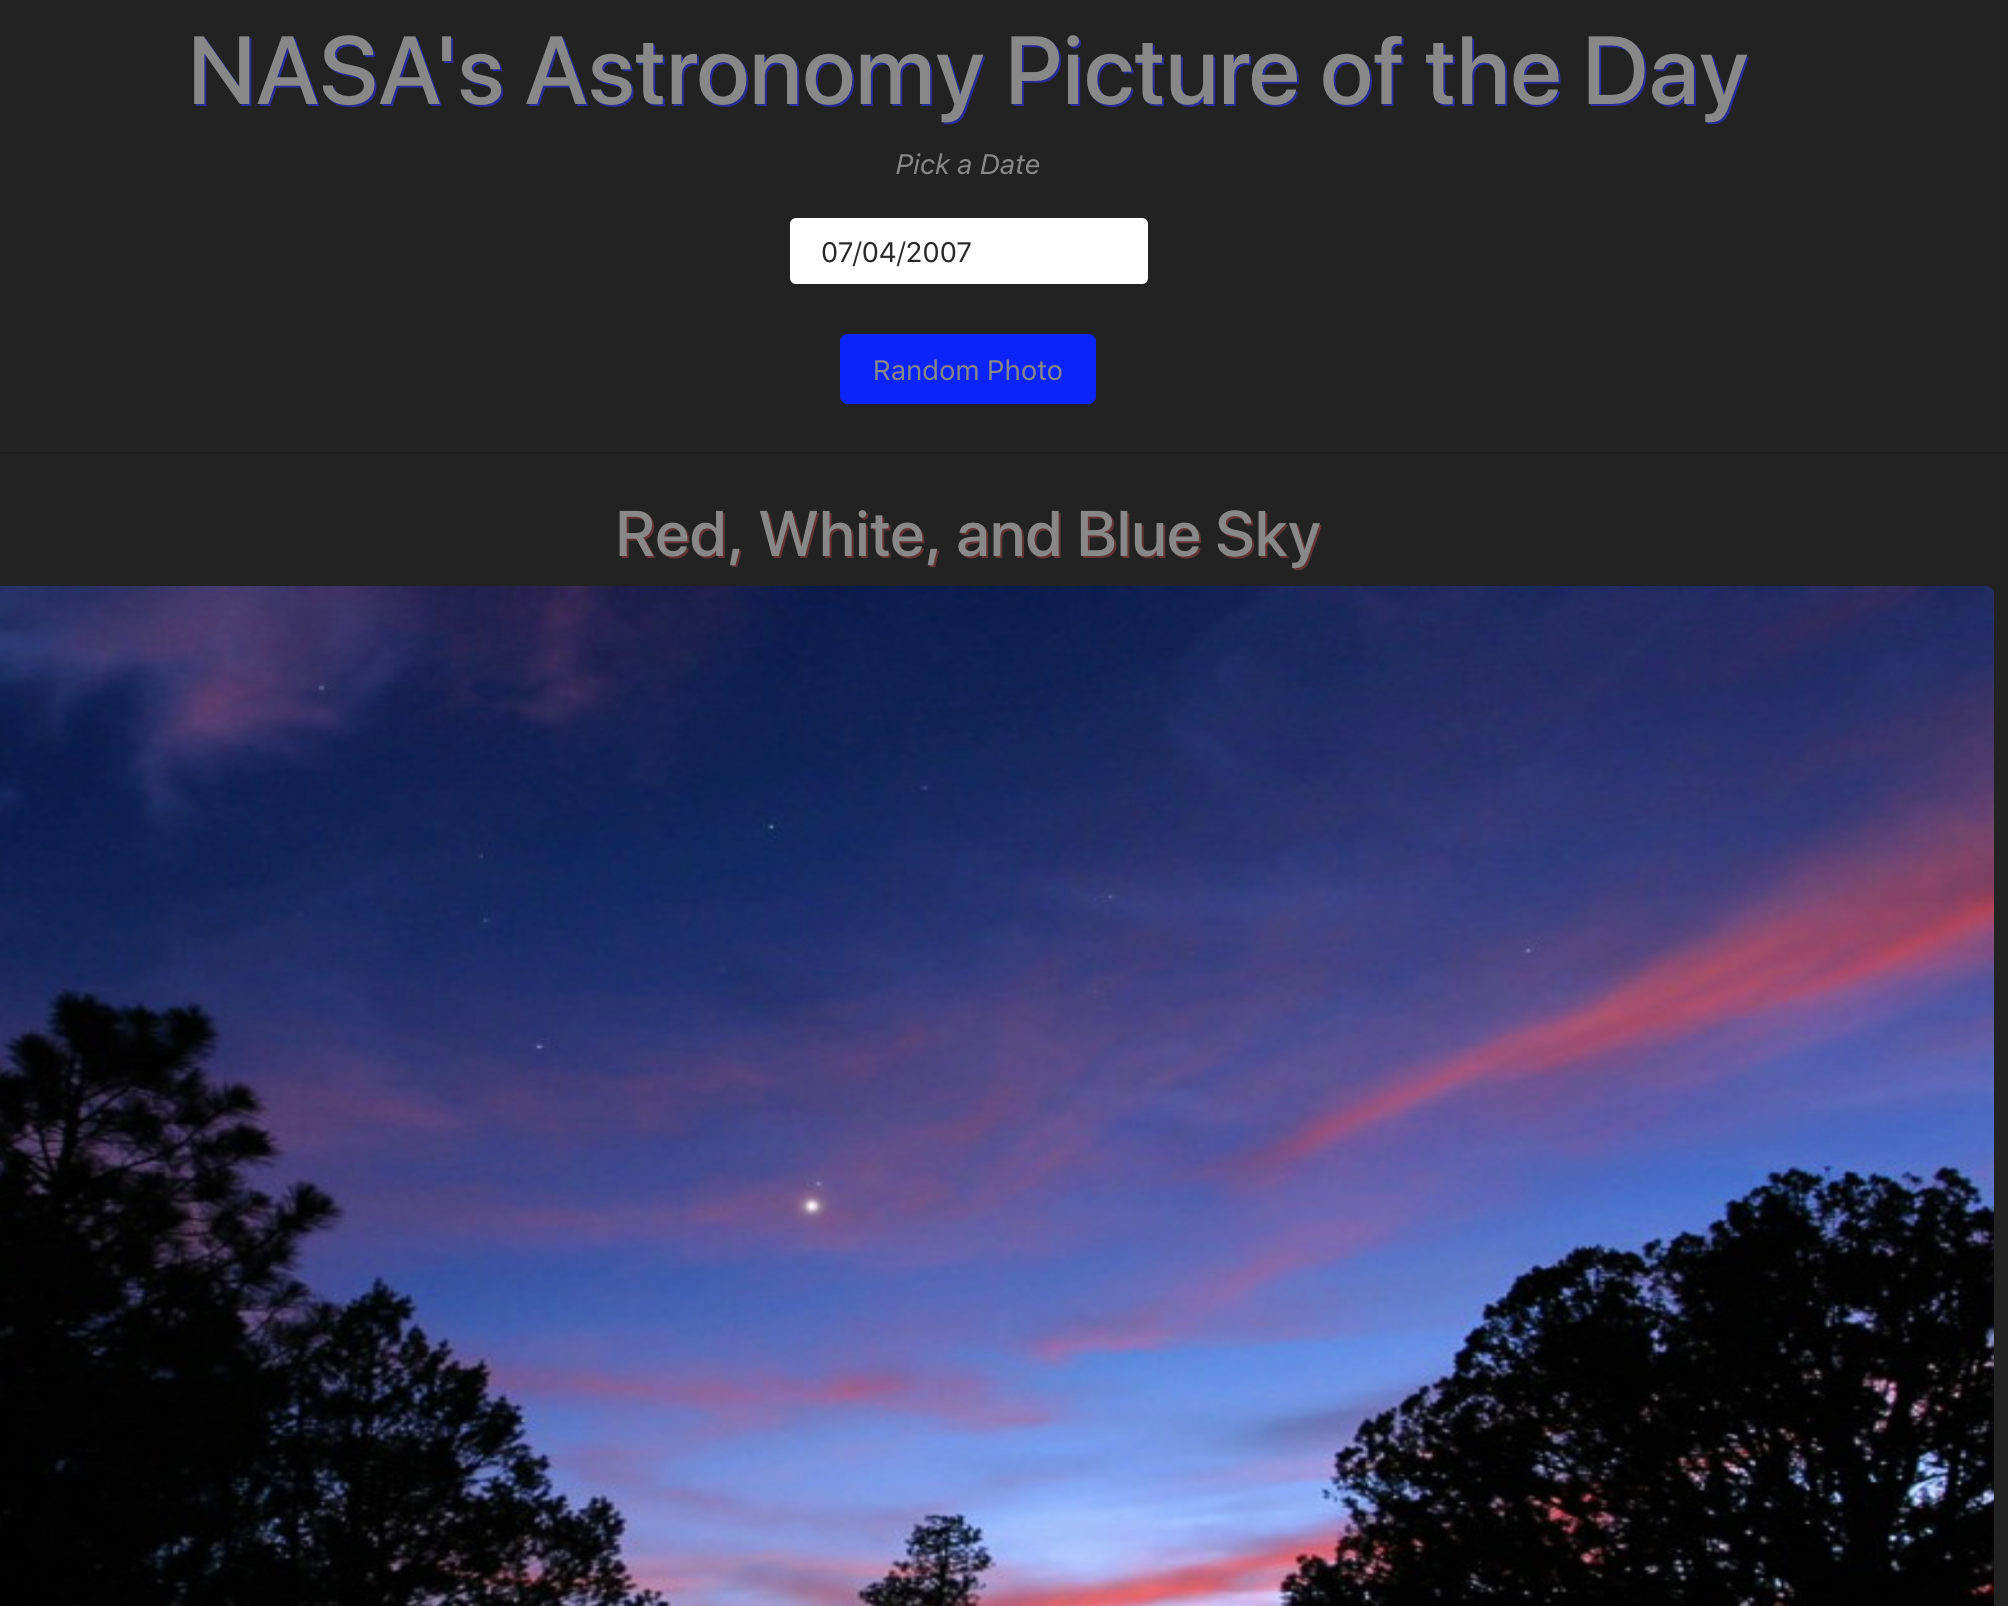 NASA's Astronomy Picture of the Day
Pick a Date
07/04/2007
Random Photo
Red, White, and Blue Sky